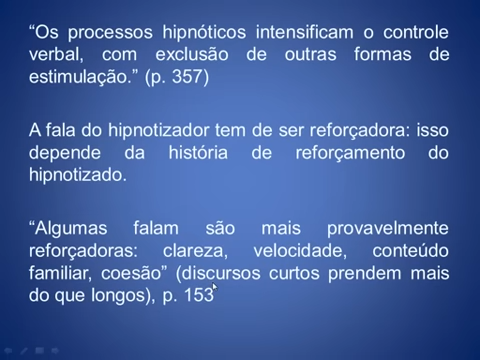 “Os processos hipnóticos intensificam o controle
verbal, com exclusão de outras formas de
estimulação.” (p. 357)
A fala do hipnotizador tem de ser reforçadora: isso
depende da história de reforçamento do
hipnotizado.
“Algumas falam são mais provavelmente
reforçadoras: clareza, velocidade, conteúdo
familiar, coesão” (discursos curtos prendem mais
do que longos), p. 153